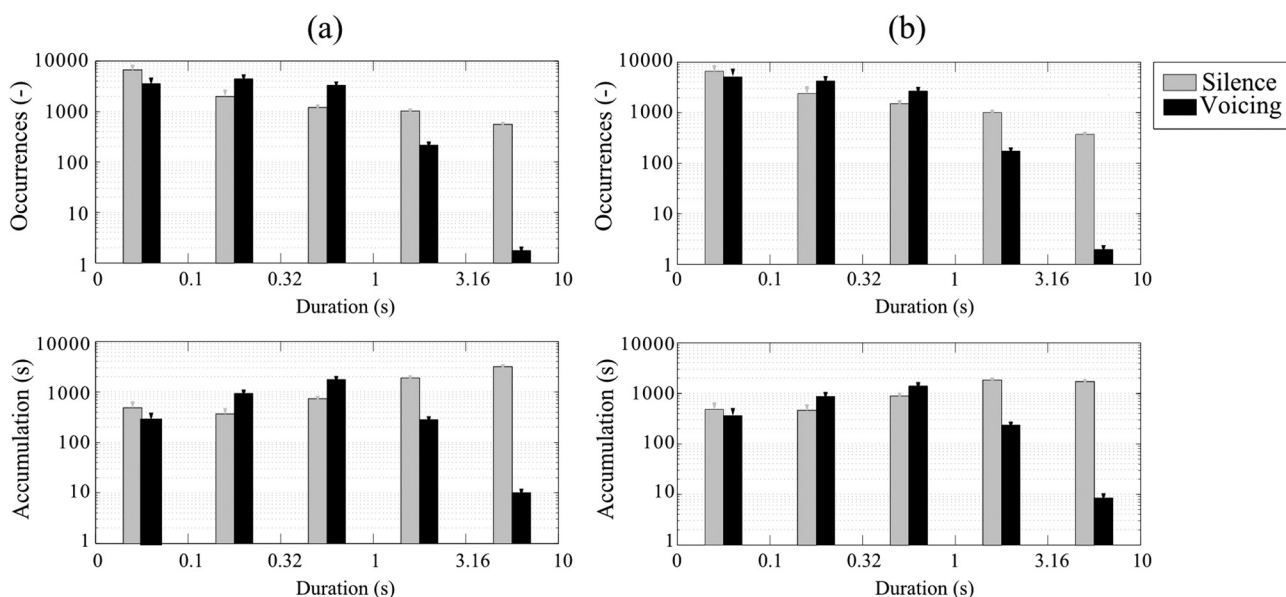 (a)
Occurrences (-)
10000
1000
100
10
1
0 0.1 0.32 1 3.16 10
Duration (s)
(b)
Occurrences (-)
10000
1000
100
10
1
0 0.1 0.32 1 3.16 10
Duration (s)
Silence
Voicing
Accumulation (s)
10000
1000
100
10
1
0 0.1 0.32 1 3.16 10
Duration (s)
Accumulation (s)
10000
1000
100
10
1
0 0.1 0.32 1 3.16 10
Duration (s)